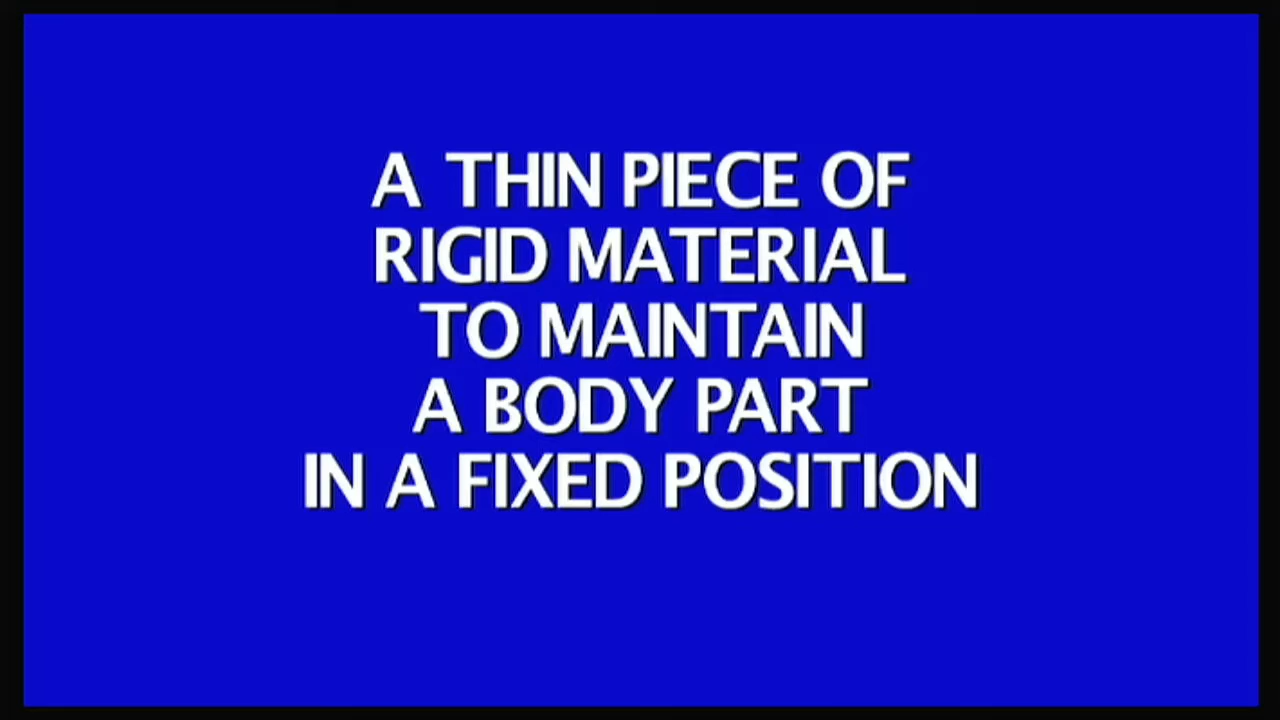 A THIN PIECE OF
RIGID MATERIAL
TO MAINTAIN
A BODY PART
IN A FIXED POSITION